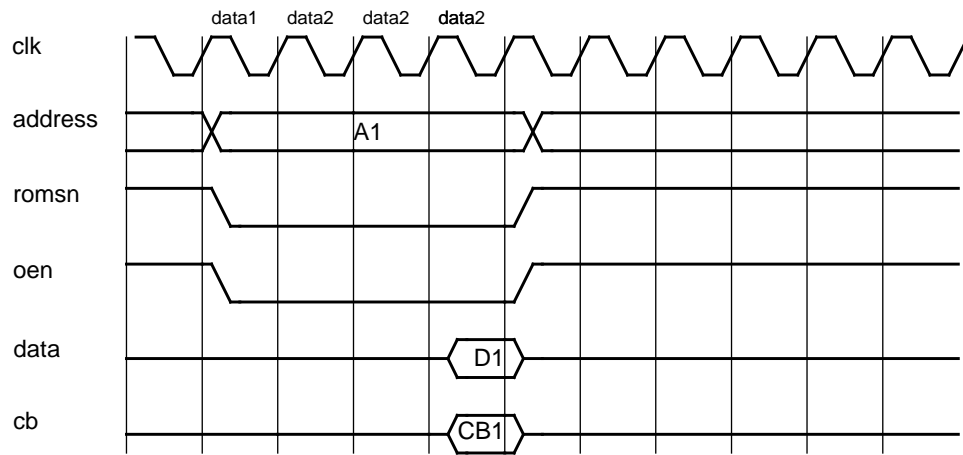 data1 data2 data2 data2
clk
address A1
romsn
oen
data D1
cb CB1